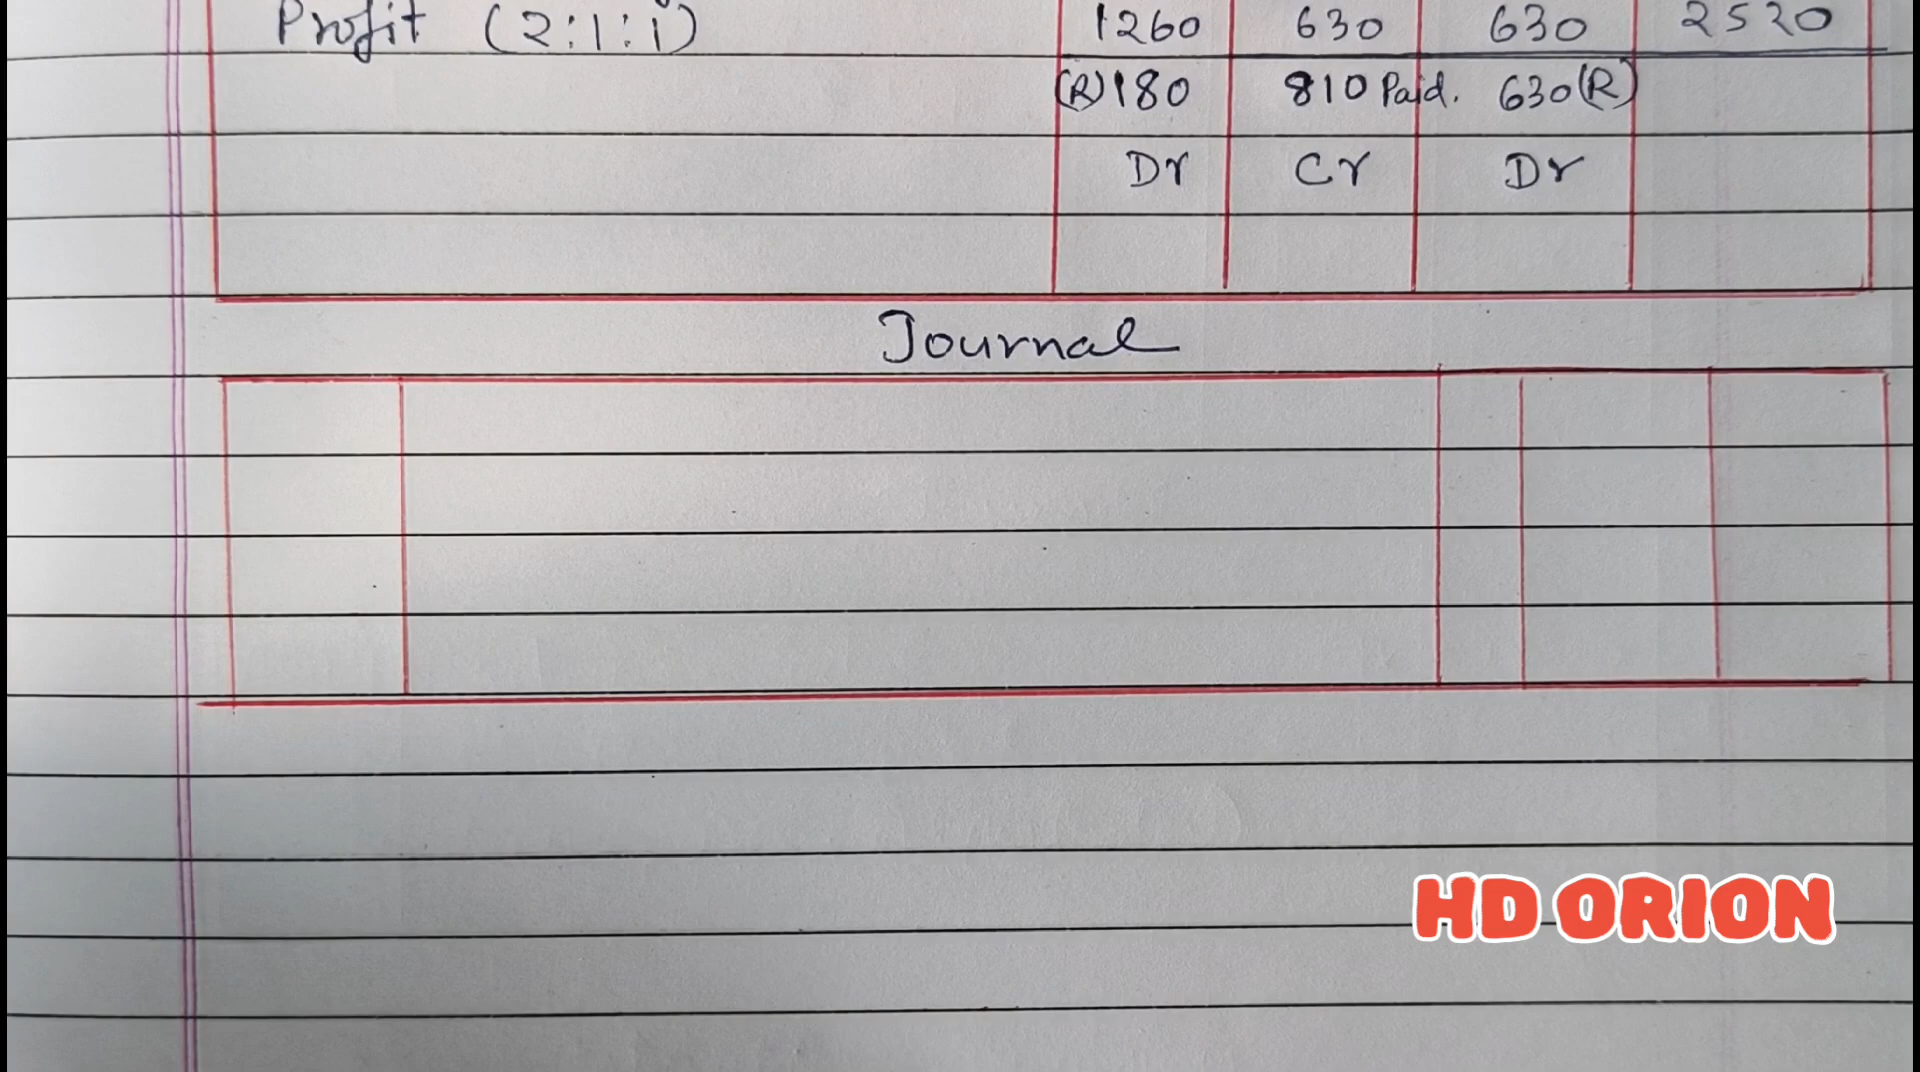 Profit (2:1:1) 1260 630 630 2520
(R)180 810 Paid. 630(R)
Dr Cr Dr
Journal
HD ORION